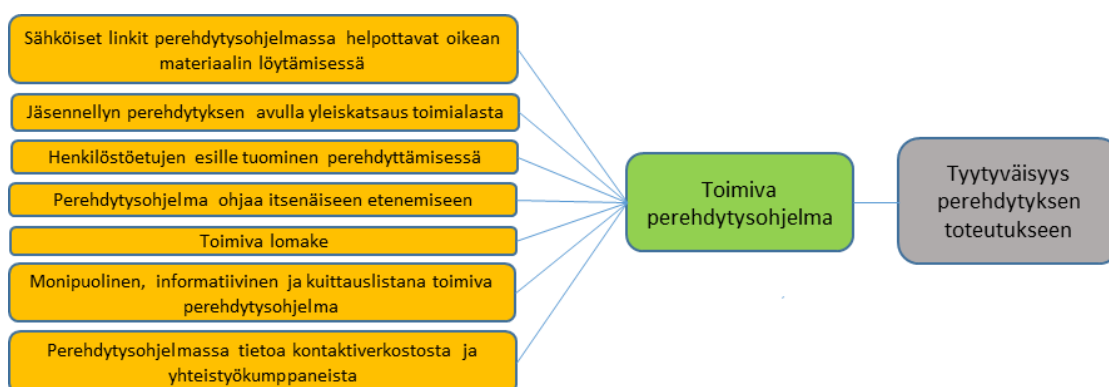 Sähköiset linkit perehdytysohjelmassa helpottavat oikean
materiaalin löytämisessä
Jäsennellyn perehdytyksen avulla yleiskatsaus toimialasta
Henkilöstöetujen esille tuominen perehdyttämisessä
Perehdytysohjelma ohjaa itsenäiseen etenemiseen
Toimiva lomake
Monipuolinen, informatiivinen ja kuittauslistana toimiva
perehdytysohjelma
Perehdytysohjelmassa tietoa kontaktiverkostosta ja
yhteistyökumppaneista
Toimiva
perehdytysohjelma
Tyytyväisyys
perehdytyksen
toteutukseen